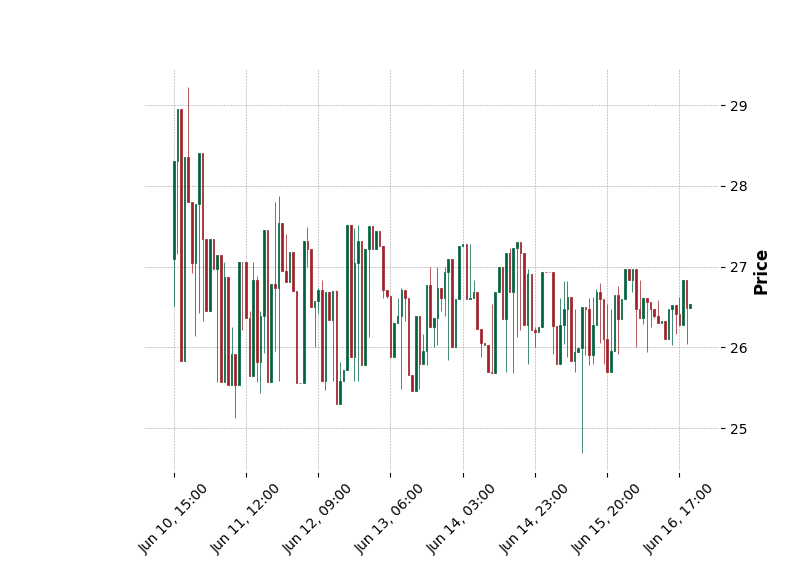 29
28
27
26
25
Price
Jun 10, 15:00
Jun 11, 12:00
Jun 12, 09:00
Jun 13, 06:00
Jun 14, 03:00
Jun 14, 23:00
Jun 15, 20:00
Jun 16, 17:00